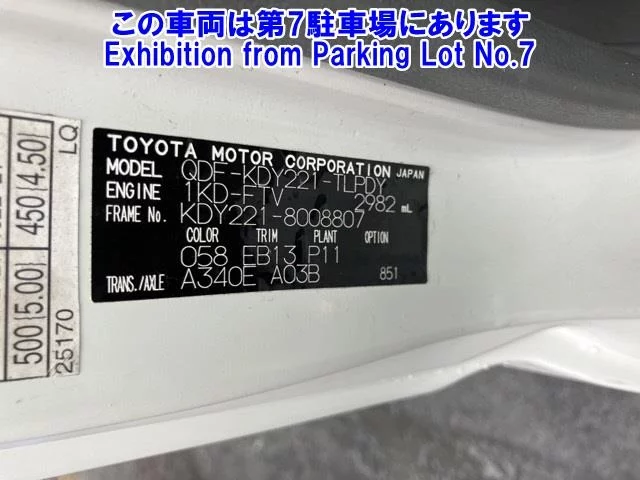 この車両は第7駐車場にあります
Exhibition from Parking Lot No.7
TOYOTA MOTOR CORPORATION JAPAN
MODEL QDF-KDY221-TLPDY
ENGINE 1KD-FTV 2982 mL
FRAME No. KDY221-8008807
COLOR TRIM PLANT OPTION
058 EB13 P11
TRANS./AXLE A340E A03B 851
500(5.00) 450(4.50)
25170 LQ